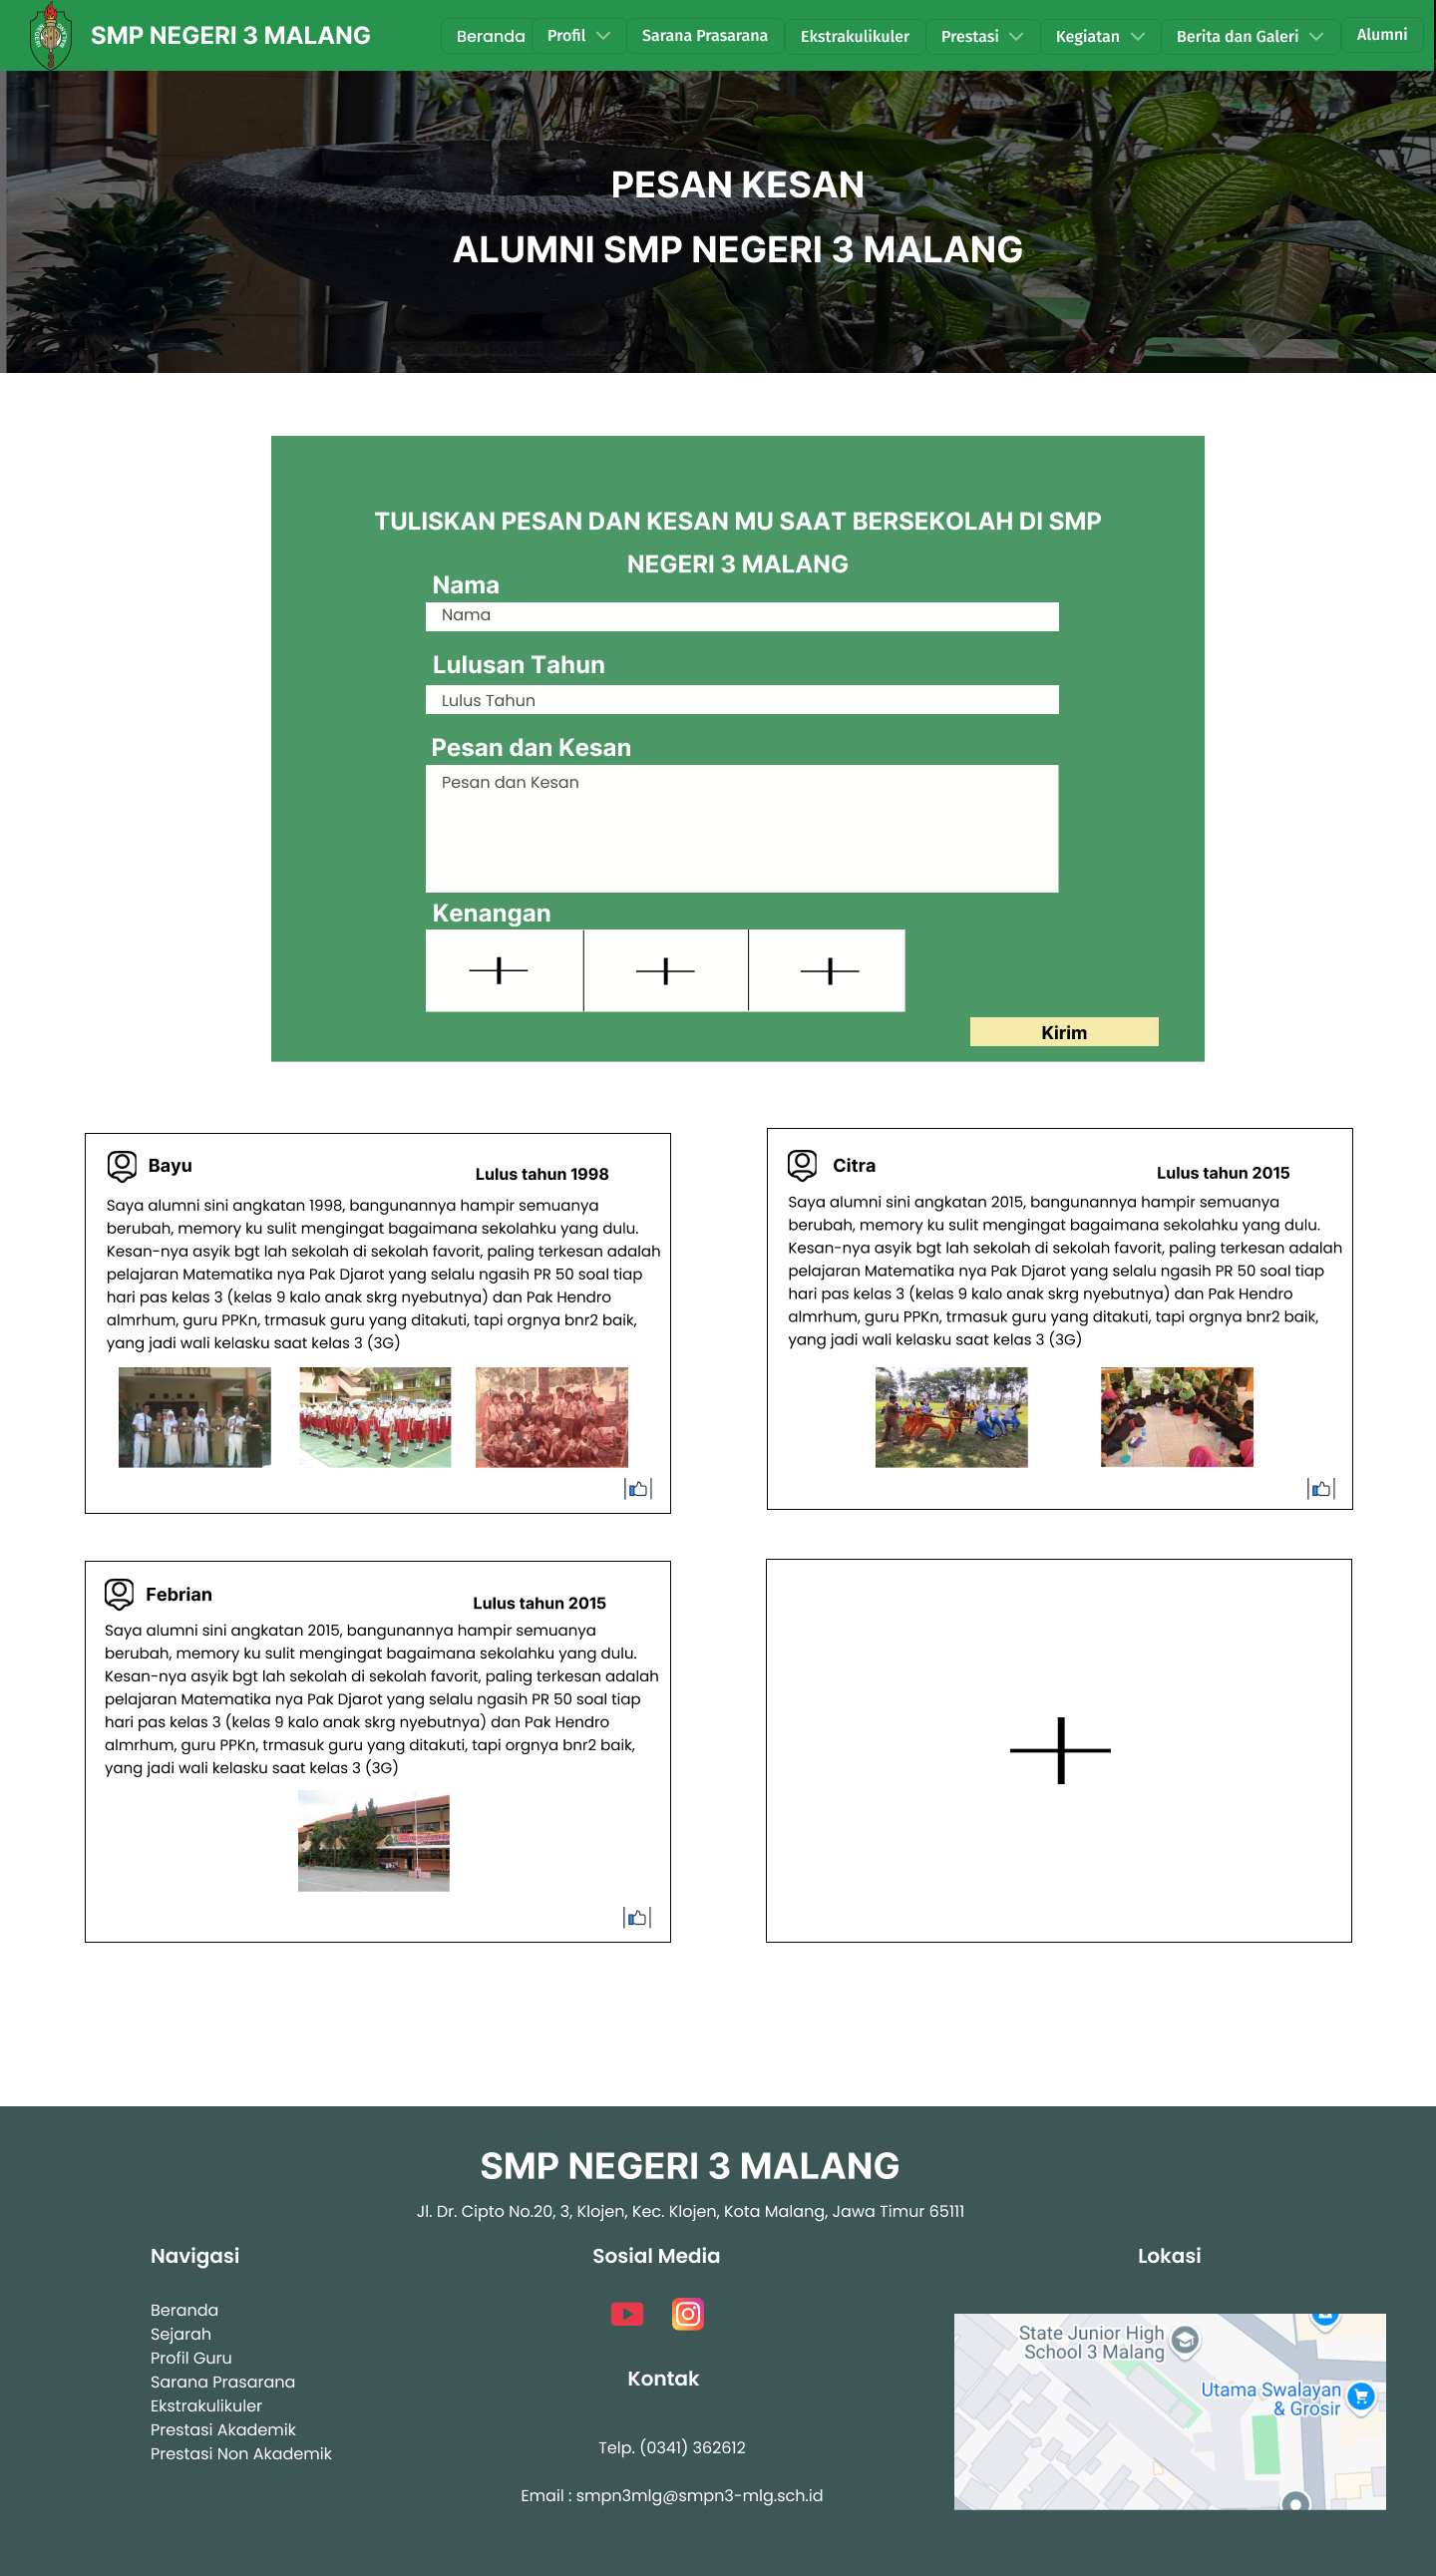 SMP NEGERI 3 MALANG
Beranda
Profil
Sarana Prasarana
Ekstrakulikuler
Prestasi
Kegiatan
Berita dan Galeri
Alumni
PESAN KESAN
ALUMNI SMP NEGERI 3 MALANG
TULISKAN PESAN DAN KESAN MU SAAT BERSEKOLAH DI SMP
NEGERI 3 MALANG
Nama
Nama
Lulusan Tahun
Lulus Tahun
Pesan dan Kesan
Pesan dan Kesan
Kenangan
Kirim
Bayu
Lulus tahun 1998
Saya alumni sini angkatan 1998, bangunannya hampir semuanya
berubah, memory ku sulit mengingat bagaimana sekolahku yang dulu.
Kesan-nya asyik bgt lah sekolah di sekolah favorit, paling terkesan adalah
pelajaran Matematika nya Pak Djarot yang selalu ngasih PR 50 soal tiap
hari pas kelas 3 (kelas 9 kalo anak skrg nyebutnya) dan Pak Hendro
almrhum, guru PPKn, trmasuk guru yang ditakuti, tapi orgnya bnr2 baik,
yang jadi wali kelasku saat kelas 3 (3G)
Citra
Lulus tahun 2015
Saya alumni sini angkatan 2015, bangunannya hampir semuanya
berubah, memory ku sulit mengingat bagaimana sekolahku yang dulu.
Kesan-nya asyik bgt lah sekolah di sekolah favorit, paling terkesan adalah
pelajaran Matematika nya Pak Djarot yang selalu ngasih PR 50 soal tiap
hari pas kelas 3 (kelas 9 kalo anak skrg nyebutnya) dan Pak Hendro
almrhum, guru PPKn, trmasuk guru yang ditakuti, tapi orgnya bnr2 baik,
yang jadi wali kelasku saat kelas 3 (3G)
Febrian
Lulus tahun 2015
Saya alumni sini angkatan 2015, bangunannya hampir semuanya
berubah, memory ku sulit mengingat bagaimana sekolahku yang dulu.
Kesan-nya asyik bgt lah sekolah di sekolah favorit, paling terkesan adalah
pelajaran Matematika nya Pak Djarot yang selalu ngasih PR 50 soal tiap
hari pas kelas 3 (kelas 9 kalo anak skrg nyebutnya) dan Pak Hendro
almrhum, guru PPKn, trmasuk guru yang ditakuti, tapi orgnya bnr2 baik,
yang jadi wali kelasku saat kelas 3 (3G)
SMP NEGERI 3 MALANG
Jl. Dr. Cipto No.20, 3, Klojen, Kec. Klojen, Kota Malang, Jawa Timur 65111
Navigasi
Beranda
Sejarah
Profil Guru
Sarana Prasarana
Ekstrakulikuler
Prestasi Akademik
Prestasi Non Akademik
Sosial Media
Kontak
Telp. (0341) 362612
Email : smpn3mlg@smpn3-mlg.sch.id
Lokasi
State Junior High
School 3 Malang
Utama Swalayan
& Grosir